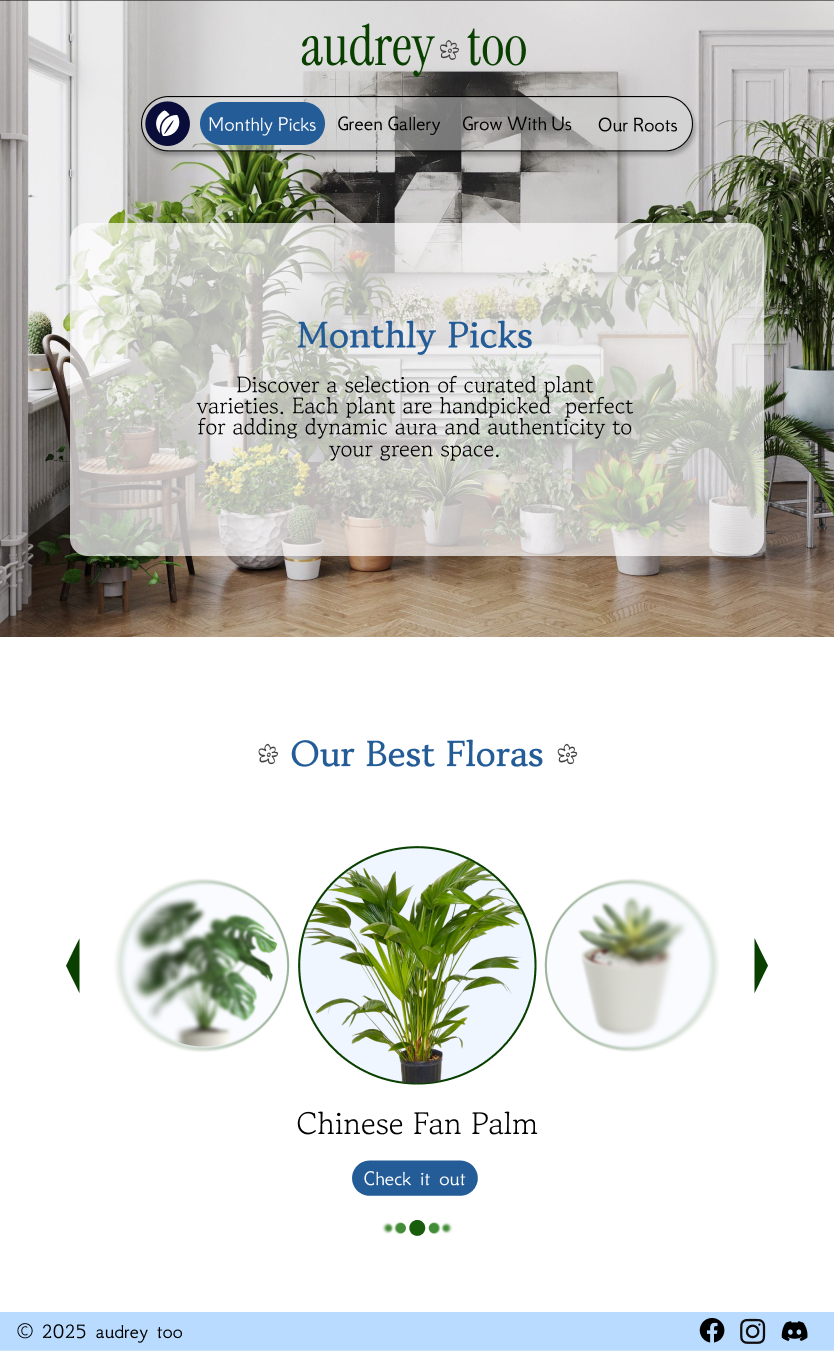 audrey too
Monthly Picks Green Gallery Grow With Us Our Roots
Monthly Picks
Discover a selection of curated plant
varieties. Each plant are handpicked  perfect
for adding dynamic aura and authenticity to
your green space.
Our Best Floras
Chinese Fan Palm
Check it out
© 2025 audrey too